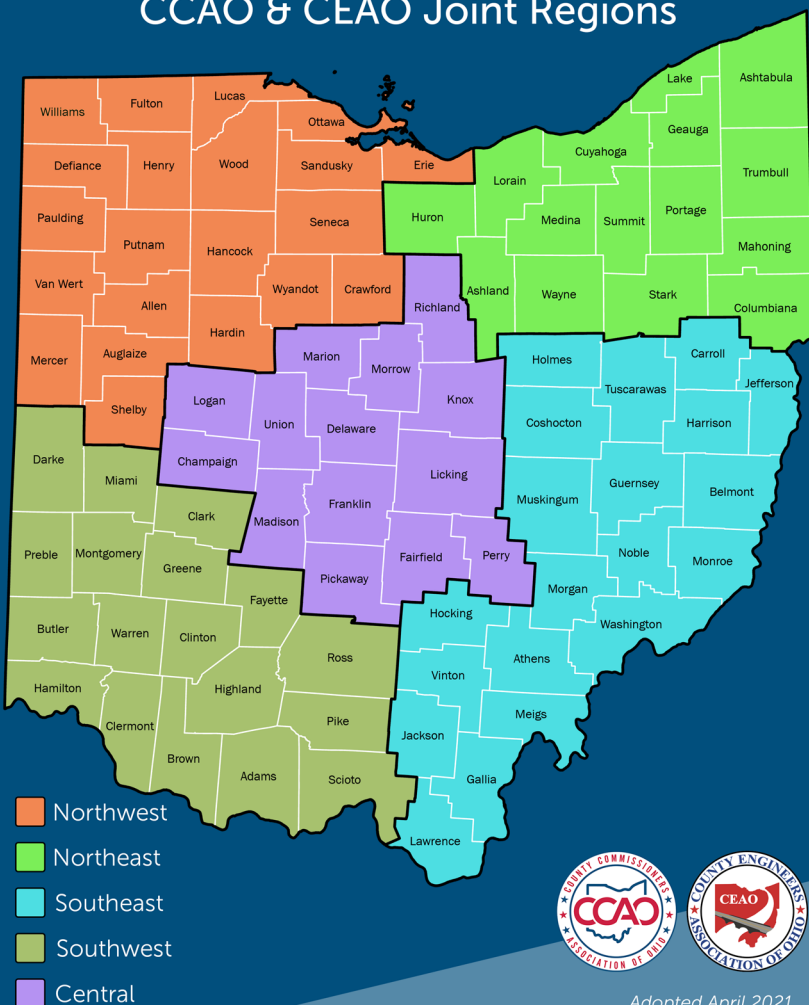 CCAO & CEAO Joint Regions
Lake
Ashtabula
Williams
Fulton
Lucas
Ottawa
Geauga
Cuyahoga
Defiance
Henry
Wood
Sandusky
Erie
Lorain
Trumbull
Paulding
Putnam
Hancock
Seneca
Huron
Medina
Summit
Portage
Mahoning
Van Wert
Allen
Wyandot
Crawford
Richland
Ashland
Wayne
Stark
Columbiana
Mercer
Auglaize
Hardin
Marion
Morrow
Holmes
Tuscarawas
Carroll
Jefferson
Shelby
Logan
Union
Delaware
Knox
Coshocton
Harrison
Darke
Miami
Champaign
Licking
Muskingum
Guernsey
Belmont
Clark
Madison
Franklin
Preble
Montgomery
Greene
Fairfield
Perry
Noble
Monroe
Fayette
Pickaway
Morgan
Butler
Warren
Clinton
Hocking
Washington
Ross
Athens
Hamilton
Highland
Vinton
Clermont
Pike
Meigs
Jackson
Brown
Adams
Scioto
Gallia
Lawrence
Northwest
Northeast
Southeast
Southwest
Central
COUNTY COMMISSIONERS
CCAO
ASSOCIATION OF OHIO
COUNTY ENGINEERS
CEAO
ASSOCIATION OF OHIO
Adopted April 2021